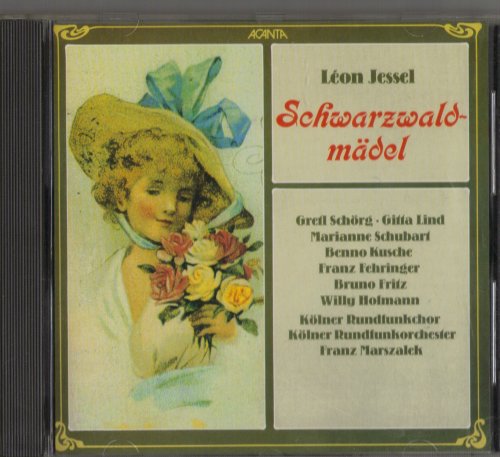 ACANTA
Léon Jessel
Schwarzwald-
mädel
Gretl Schörg · Gitta Lind
Marianne Schubart
Benno Kusche
Franz Fehringer
Bruno Fritz
Willy Hofmann
Kölner Rundfunkchor
Kölner Rundfunkorchester
Franz Marszalek